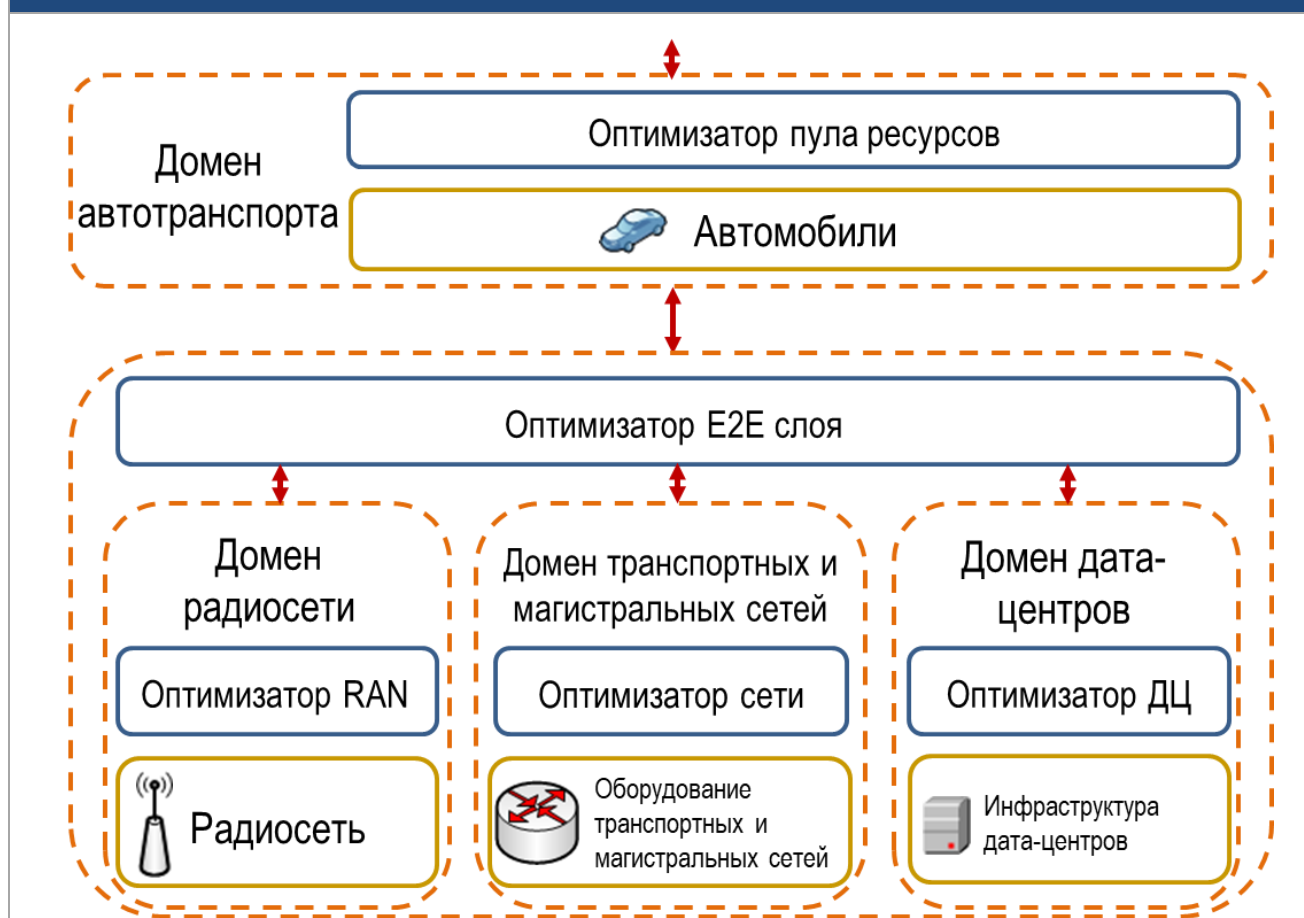 Оптимизатор пула ресурсов
Домен
автотранспорта
Автомобили
Оптимизатор E2E слоя
Домен
радиосети
Оптимизатор RAN
Радиосеть
Домен транспортных и
магистральных сетей
Оптимизатор сети
Оборудование
транспортных и
магистральных сетей
Домен дата-
центров
Оптимизатор ДЦ
Инфраструктура
дата-центров